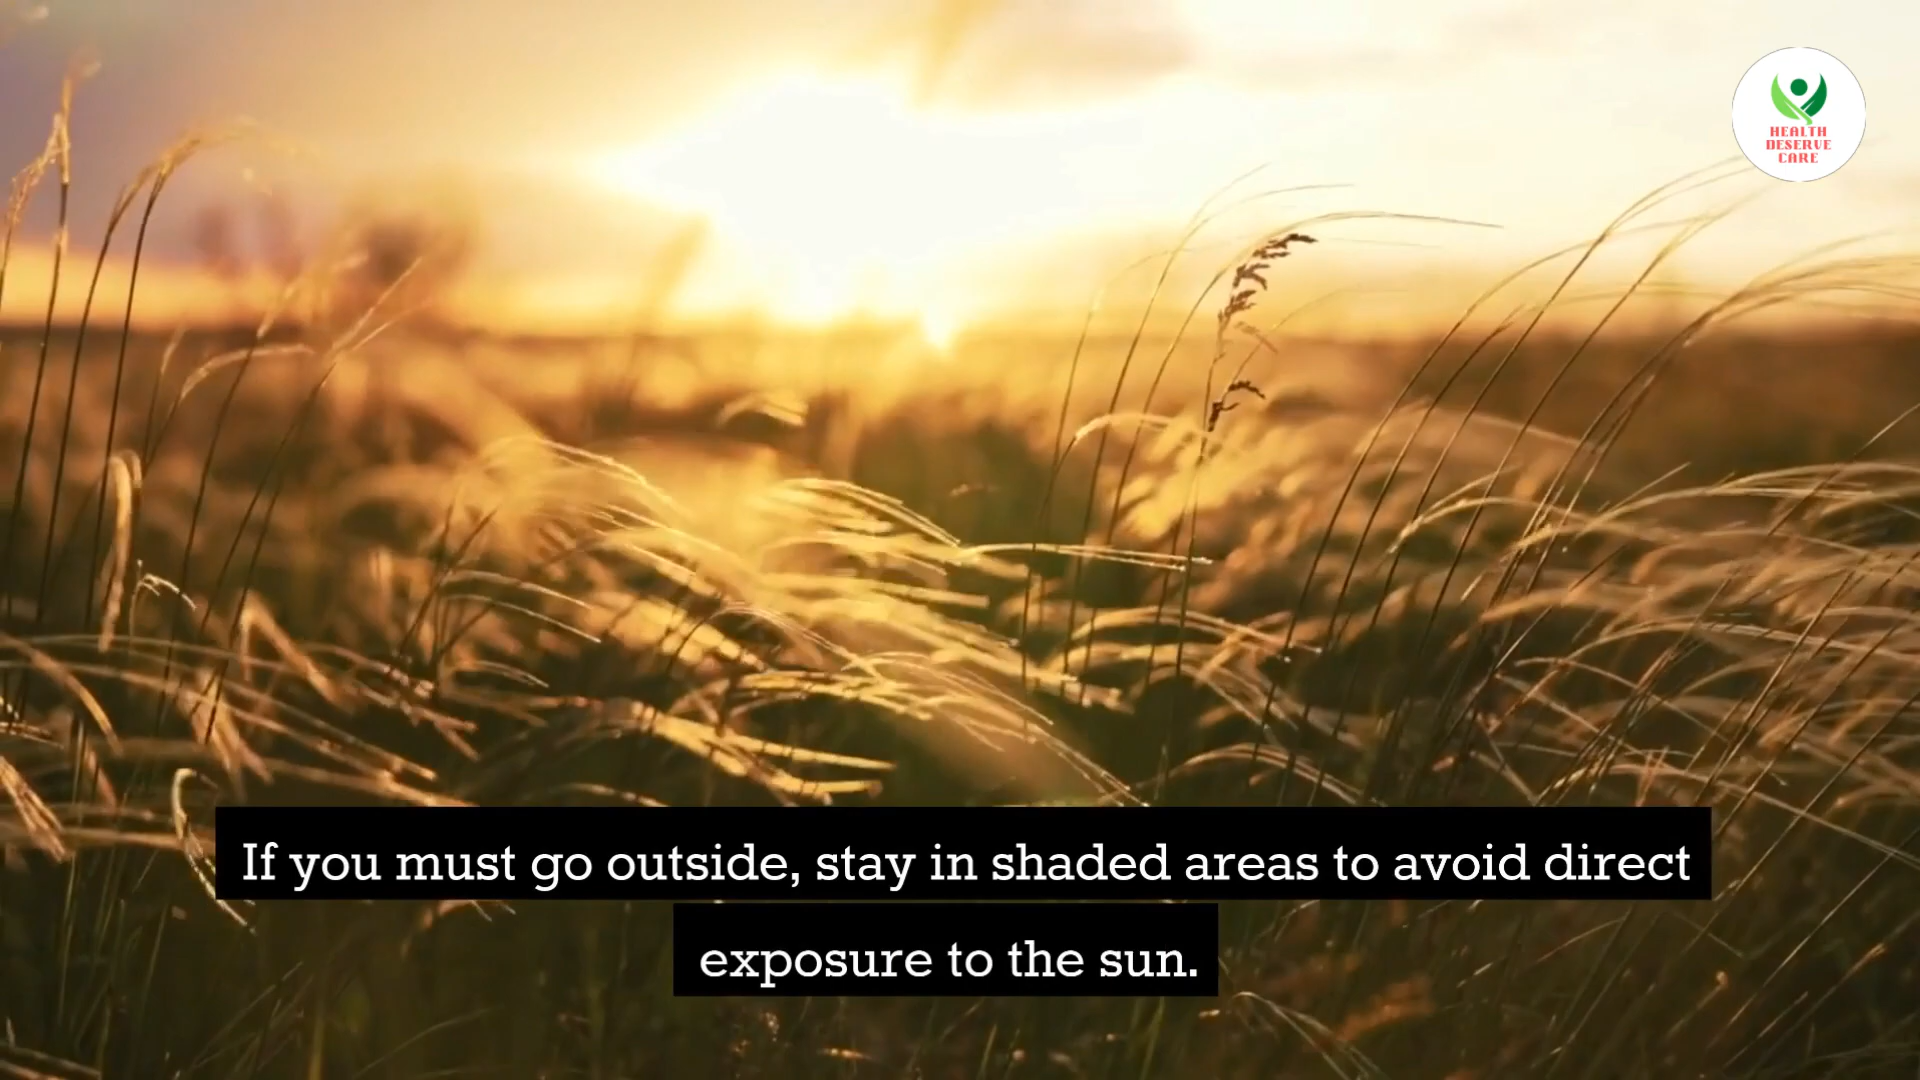 HEALTH
DESERVE
CARE
If you must go outside, stay in shaded areas to avoid direct
exposure to the sun.